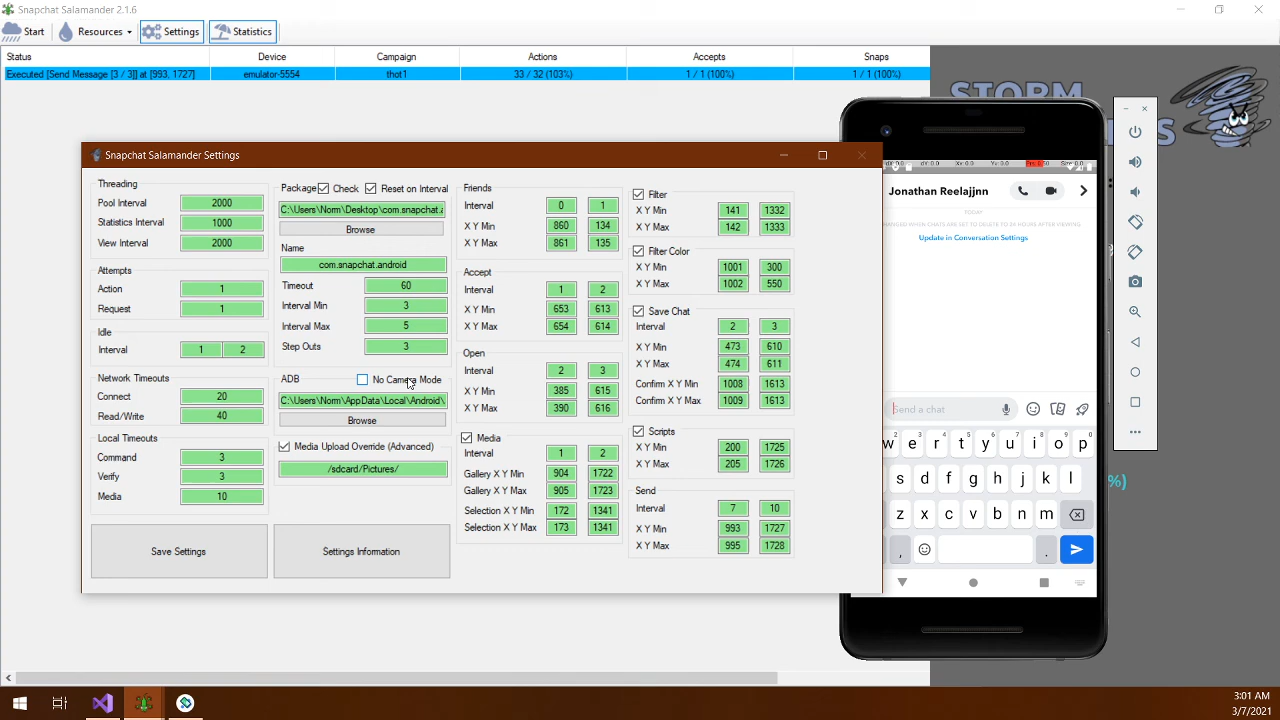 Snapchat Salamander 2.1.6
Start
Resources
Settings
Statistics
Status Device Campaign Actions Accepts Snaps
Executed [Send Message [3 / 3]] at [993, 1727] emulator-5554 thot1 33 / 32 (103%) 1 / 1 (100%) 1 / 1 (100%)
STORM
Snapchat Salamander Settings
Threading
Pool Interval 2000
Statistics Interval 1000
View Interval 2000
Attempts
Action 1
Request 1
Idle
Interval 1 2
Network Timeouts
Connect 20
Read/Write 40
Local Timeouts
Command 3
Verify 3
Media 10
Save Settings
Package Check Reset on Interval
C:\Users\Norm\Desktop\com.snapchat.a
Browse
Name
com.snapchat.android
Timeout 60
Interval Min 3
Interval Max 5
Step Outs 3
ADB No Camera Mode
C:\Users\Norm\AppData\Local\Android\
Browse
Media Upload Override (Advanced)
/sdcard/Pictures/
Settings Information
Friends
Interval 0 1
X Y Min 860 134
X Y Max 861 135
Accept
Interval 1 2
X Y Min 653 613
X Y Max 654 614
Open
Interval 2 3
X Y Min 385 615
X Y Max 390 616
Media
Interval 1 2
Gallery X Y Min 904 1722
Gallery X Y Max 905 1723
Selection X Y Min 172 1341
Selection X Y Max 173 1341
Filter
X Y Min 141 1332
X Y Max 142 1333
Filter Color
X Y Min 1001 300
X Y Max 1002 550
Save Chat
Interval 2 3
X Y Min 473 610
X Y Max 474 611
Confirm X Y Min 1008 1613
Confirm X Y Max 1009 1613
Scripts
X Y Min 200 1725
X Y Max 205 1726
Send
Interval 7 10
X Y Min 993 1727
X Y Max 995 1728
Jonathan Reelajjnn
TODAY
CHATS ARE SET TO DELETE TO 24 HOURS AFTER VIEWING
Update in Conversation Settings
Send a chat
w e r t y u i o p
s d f g h j k l
z x c v b n m
, .
%)
3:01 AM
3/7/2021